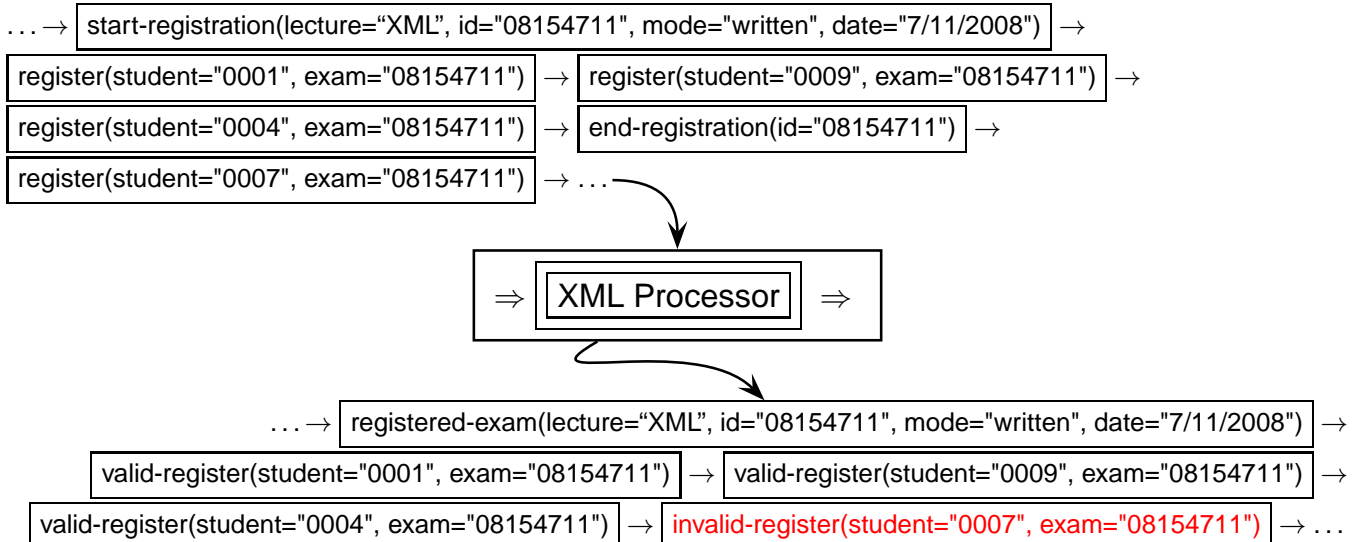 ...→ start-registration(lecture=“XML”, id="08154711", mode="written", date="7/11/2008") →
register(student="0001", exam="08154711") → register(student="0009", exam="08154711") →
register(student="0004", exam="08154711") → end-registration(id="08154711") →
register(student="0007", exam="08154711") → ...
⇒ XML Processor ⇒
...→ registered-exam(lecture=“XML”, id="08154711", mode="written", date="7/11/2008") →
valid-register(student="0001", exam="08154711") → valid-register(student="0009", exam="08154711") →
valid-register(student="0004", exam="08154711") → invalid-register(student="0007", exam="08154711") → ...